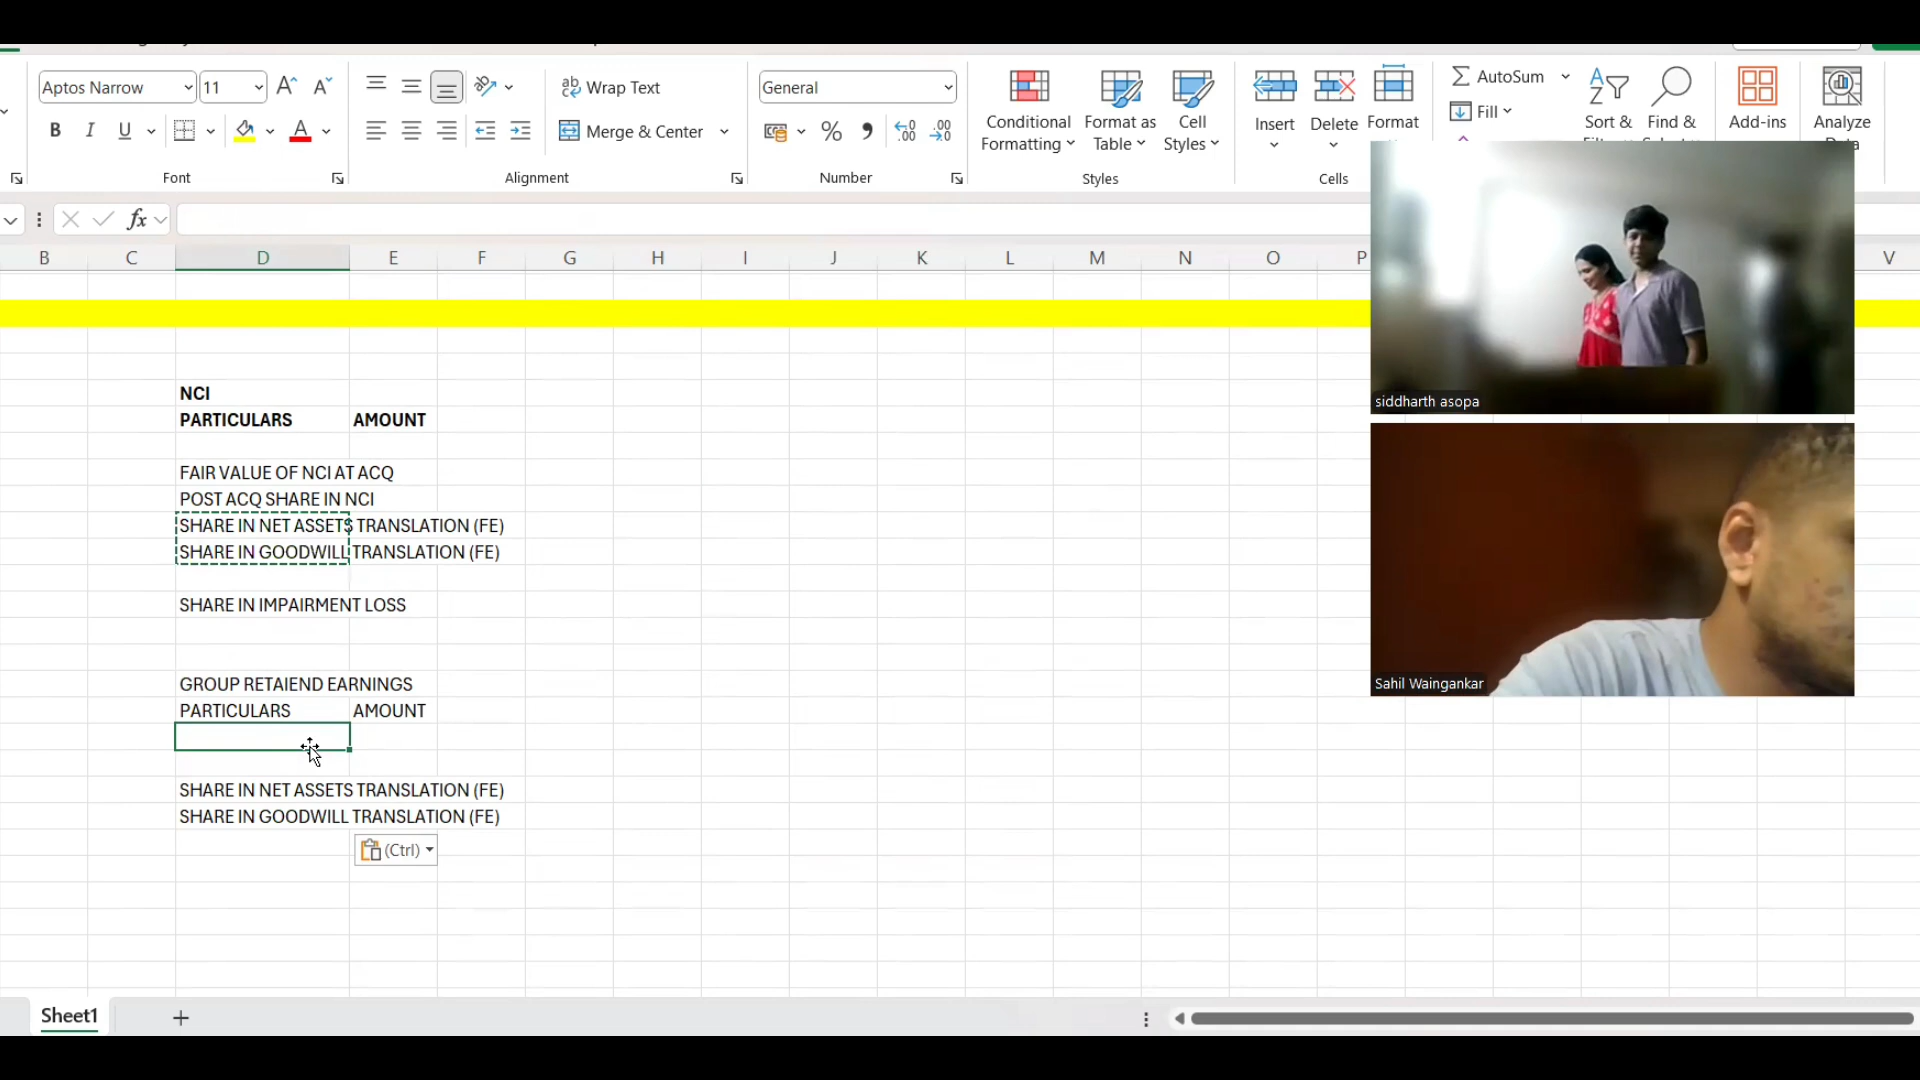 Aptos Narrow
11
Wrap Text
General
AutoSum
Fill
Merge & Center
Conditional Formatting
Format as Table
Cell Styles
Insert
Delete
Format
Sort &
Find &
Add-ins
Analyze
Font
Alignment
Number
Styles
Cells
fx
B C D E F G H I J K L M N O P V
NCI
PARTICULARS AMOUNT
FAIR VALUE OF NCI AT ACQ
POST ACQ SHARE IN NCI
SHARE IN NET ASSETS TRANSLATION (FE)
SHARE IN GOODWILL TRANSLATION (FE)
SHARE IN IMPAIRMENT LOSS
GROUP RETAIEND EARNINGS
PARTICULARS AMOUNT
SHARE IN NET ASSETS TRANSLATION (FE)
SHARE IN GOODWILL TRANSLATION (FE)
(Ctrl)
siddharth asopa
Sahil Waingankar
Sheet1